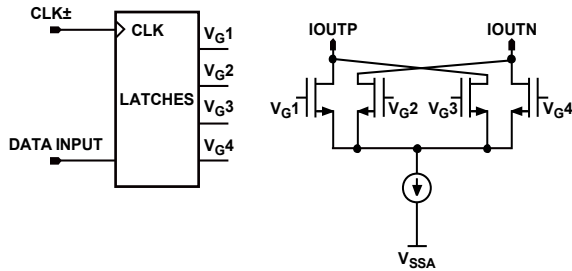 CLK±
CLK
VG1
VG2
LATCHES
VG3
VG4
DATA INPUT
IOUTP
IOUTN
VG1
VG2
VG3
VG4
VSSA